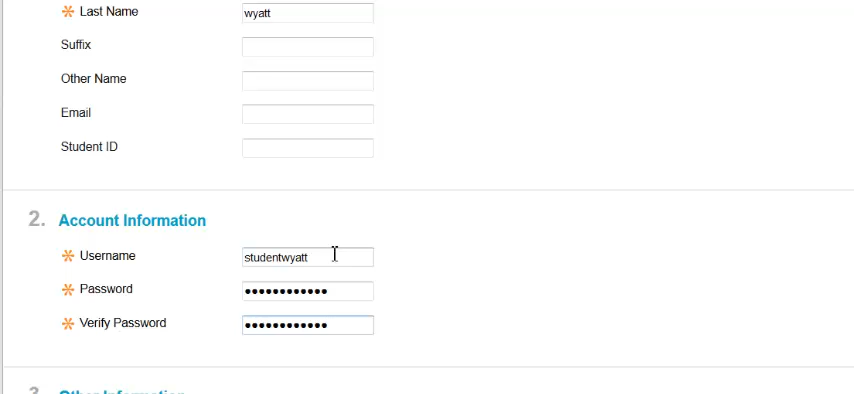 Last Name wyatt
Suffix
Other Name
Email
Student ID
2. Account Information
Username studentwyatt
Password ••••••••••••
Verify Password ••••••••••••
3. Other Information